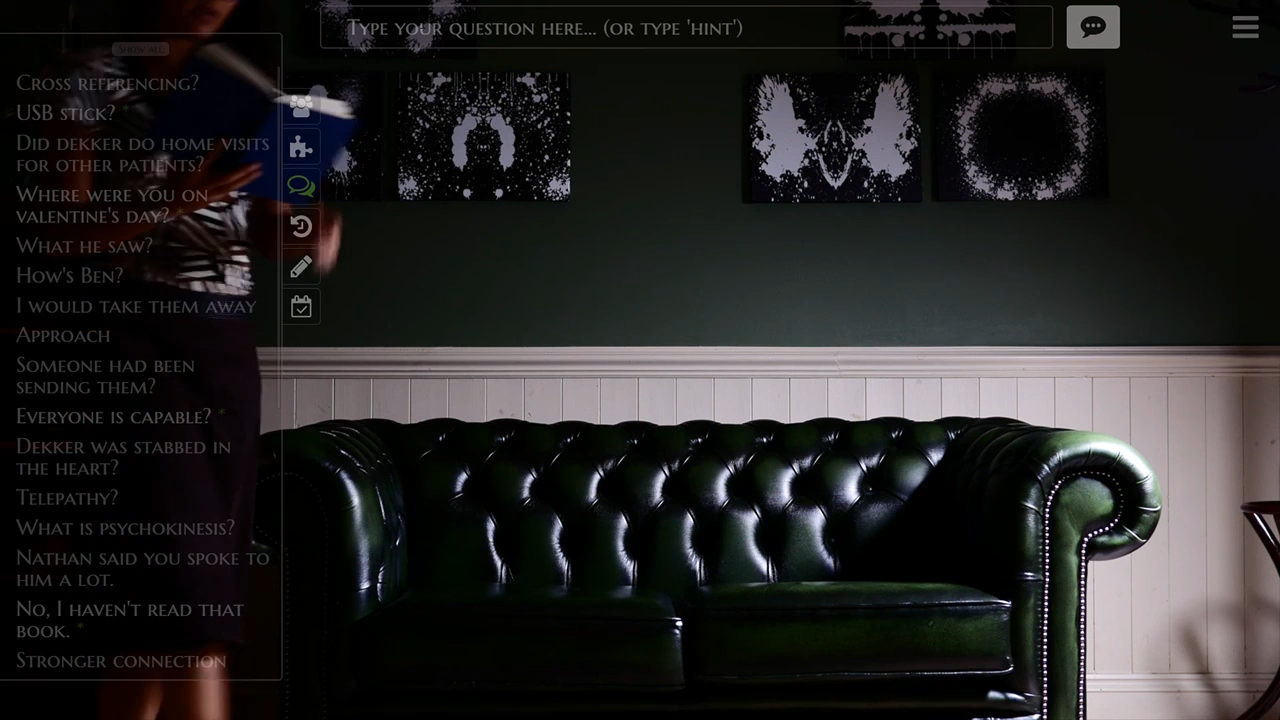 Type your question here... (or type 'hint')
Show all
Cross referencing?
USB stick?
Did dekker do home visits
for other patients?
Where were you on
valentine's day?
What he saw?
How's Ben?
I would take them away
Approach
Someone had been
sending them?
Everyone is capable? *
Dekker was stabbed in
the heart?
Telepathy?
What is psychokinesis?
Nathan said you spoke to
him a lot.
No, I haven't read that
book. *
Stronger connection